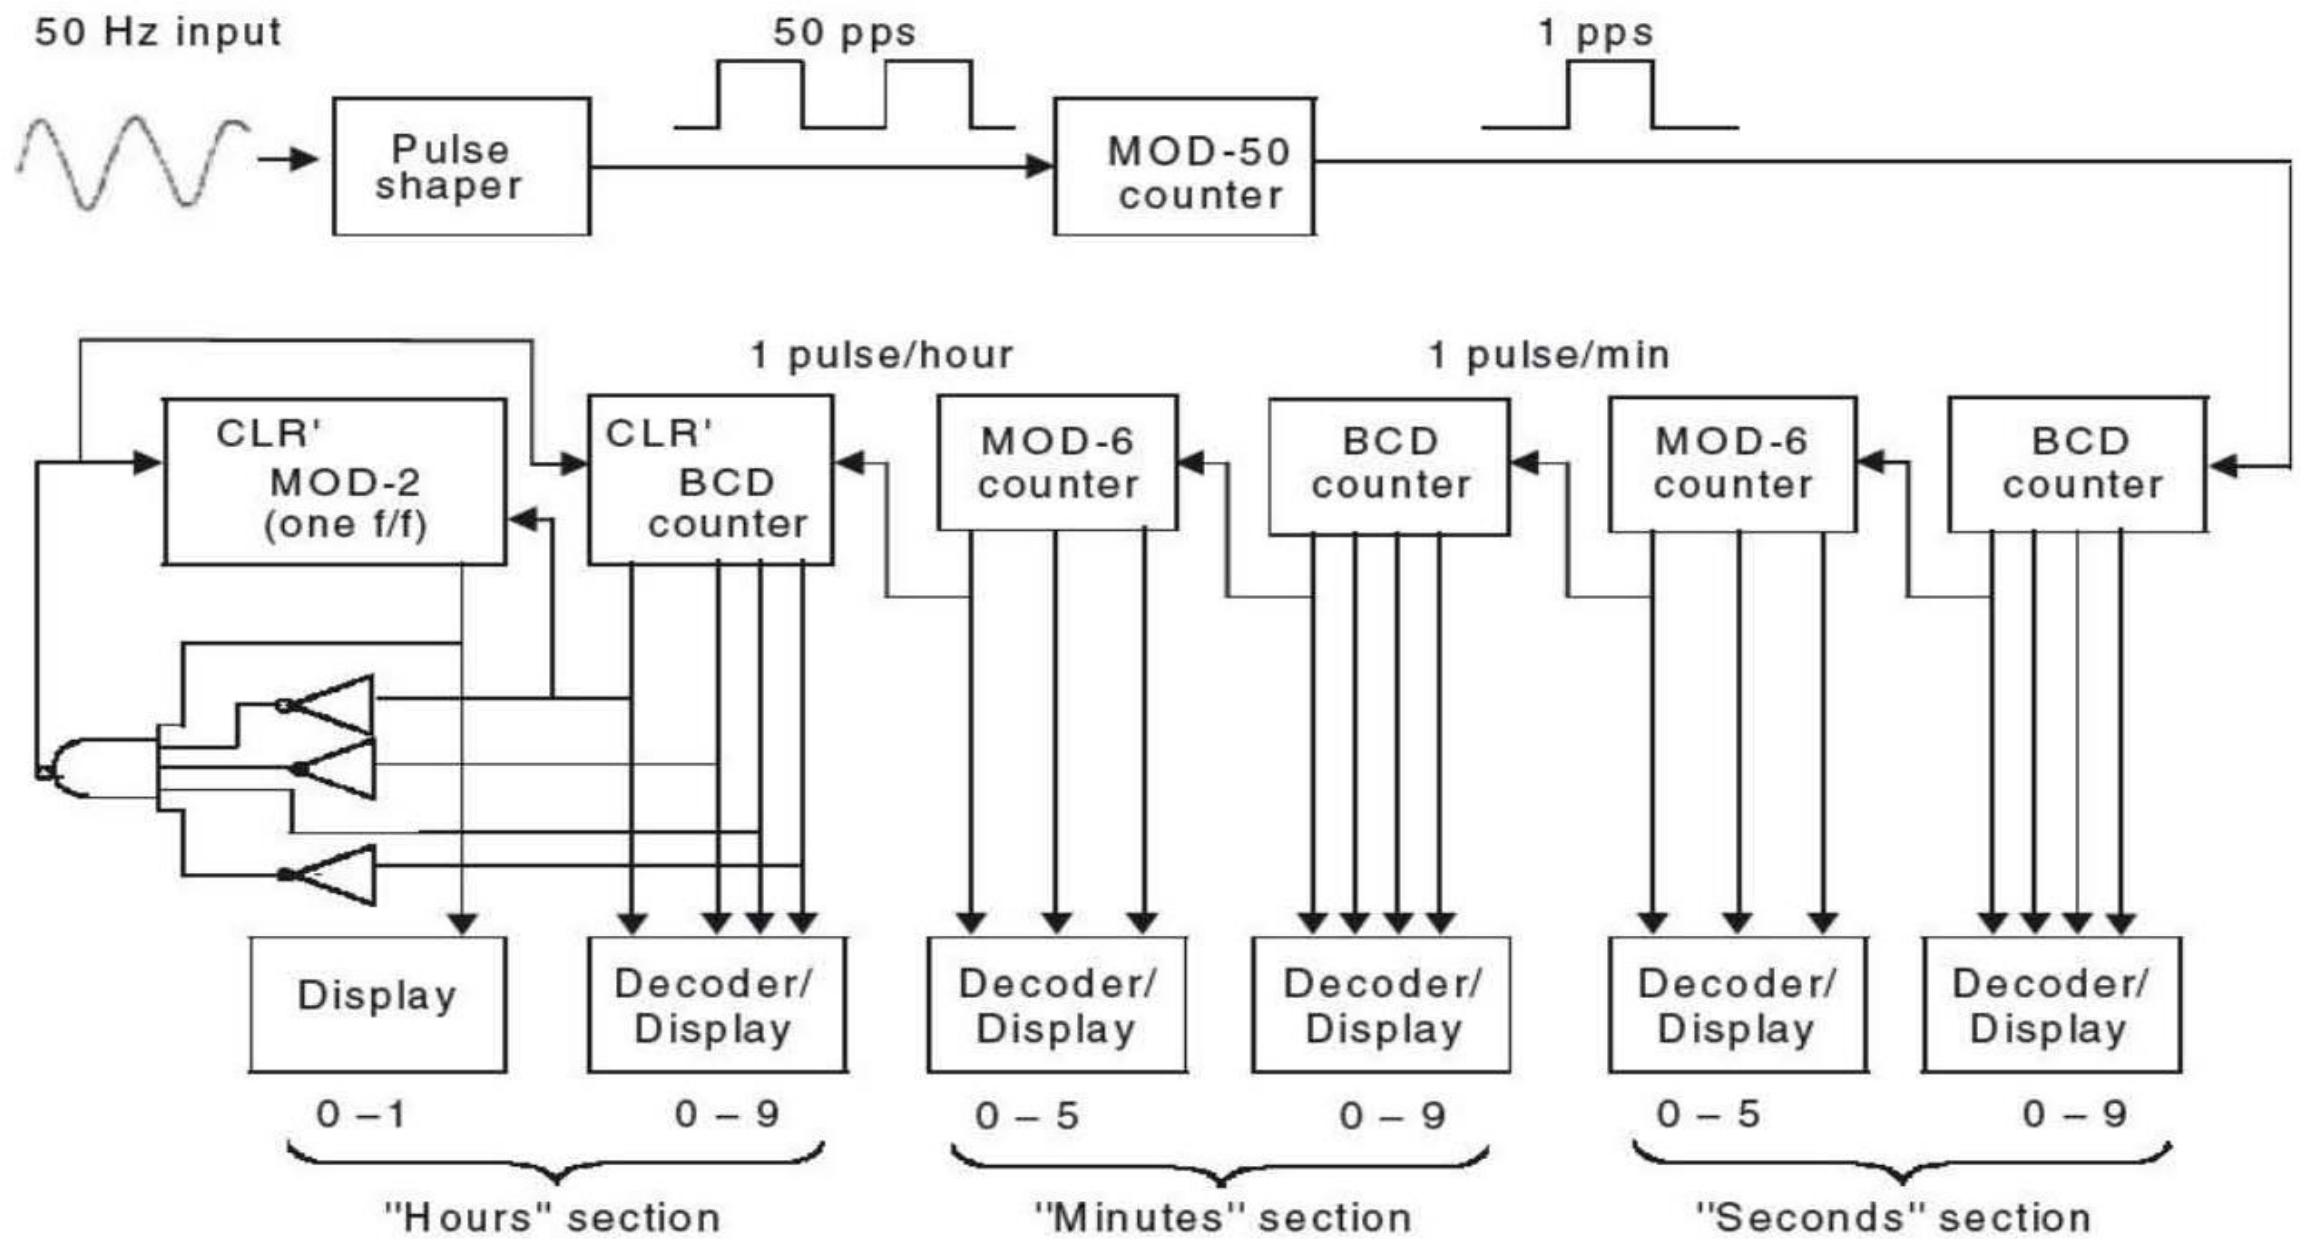 50 Hz input
50 pps
1 pps
Pulse
shaper
MOD-50
counter
1 pulse/hour
1 pulse/min
CLR'
MOD-2
(one f/f)
CLR'
BCD
counter
MOD-6
counter
BCD
counter
MOD-6
counter
BCD
counter
Display
Decoder/
Display
Decoder/
Display
Decoder/
Display
Decoder/
Display
Decoder/
Display
0 – 1
0 – 9
0 – 5
0 – 9
0 – 5
0 – 9
"Hours" section
"Minutes" section
"Seconds" section